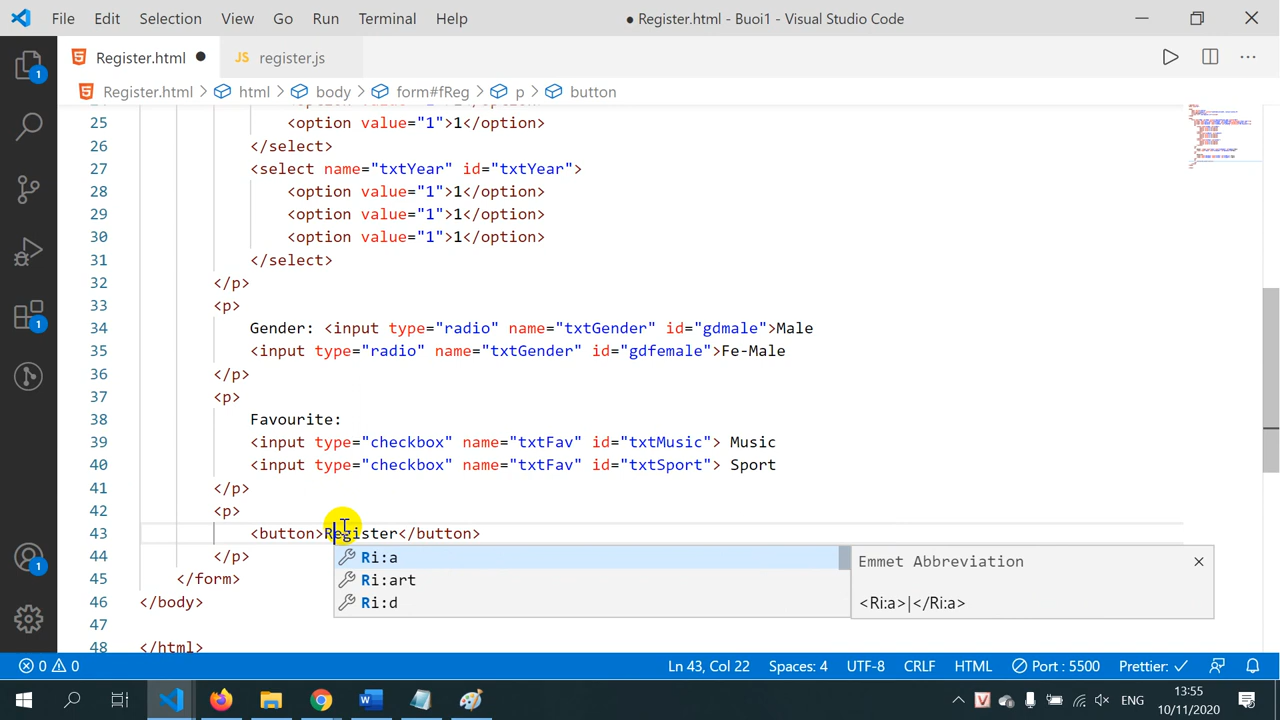 File Edit Selection View Go Run Terminal Help ● Register.html - Buoi1 - Visual Studio Code
Register.html ● JS register.js
Register.html > html > body > form#fReg > p > button
25 <option value="1">1</option>
26 </select>
27 <select name="txtYear" id="txtYear">
28 <option value="1">1</option>
29 <option value="1">1</option>
30 <option value="1">1</option>
31 </select>
32 </p>
33 <p>
34 Gender: <input type="radio" name="txtGender" id="gdmale">Male
35 <input type="radio" name="txtGender" id="gdfemale">Fe-Male
36 </p>
37 <p>
38 Favourite:
39 <input type="checkbox" name="txtFav" id="txtMusic"> Music
40 <input type="checkbox" name="txtFav" id="txtSport"> Sport
41 </p>
42 <p>
43 <button>Register</button>
44 </p>
Ri:a
Emmet Abbreviation
45 </form>
Ri:art
46 </body>
Ri:d
<Ri:a>|</Ri:a>
47
48 </html>
1
1
1
1
0 0 Ln 43, Col 22 Spaces: 4 UTF-8 CRLF HTML Port : 5500 Prettier: ✓
V ENG 13:55
10/11/2020